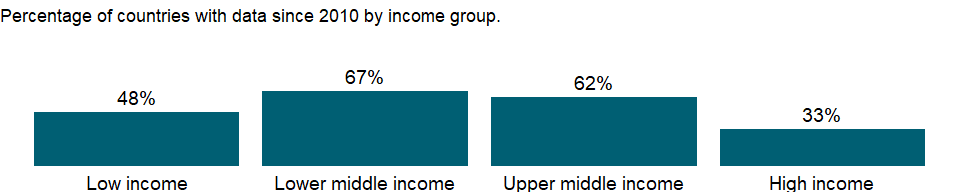 Percentage of countries with data since 2010 by income group.
48%
67%
62%
33%
Low income
Lower middle income
Upper middle income
High income